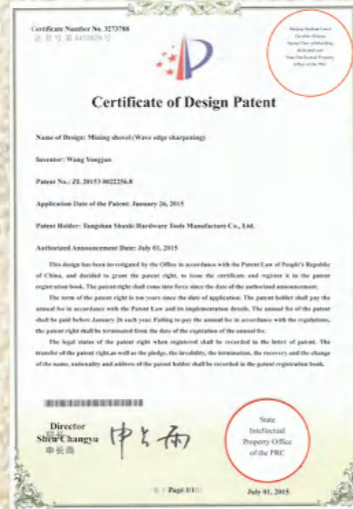 Certificate Number No. 3273788
Certificate of Design Patent
Name of Design: Mining shovel (Wave edge sharpening)
Inventor: Wang Yongjun
Patent No.: ZL 20153 0022256.8
Application Date of the Patent: January 26, 2015
Patent Holder: Tangshan Shunli Hardware Tools Manufacture Co., Ltd.
Authorized Announcement Date: July 01, 2015
This design has been investigated by the Office in accordance with the Patent Law of People's Republic
of China, and decided to grant the patent right, to issue the certificate and register it in the patent
registration book. The patent right shall come into force since the date of the authorized announcement.
The term of the patent right is ten years since the date of application. The patent holder shall pay the
annual fee in accordance with the Patent Law and its implementation details. The annual fee of the patent
shall be paid before January 26 each year. Failing to pay the annual fee in accordance with the regulations,
the patent right shall be terminated from the date of the expiration of the annual fee.
The legal status of the patent right when registered shall be recorded in the letter of patent. The
transfer of the patent right,as well as the pledge, the invalidity, the termination, the recovery and the change
of the name, nationality and address of the patent holder shall be recorded in the patent registration book.
Director
Shen Changyu
申长雨
申长雨
State
Intellectual
Property Office
of the PRC
Page 1/1
July 01, 2015